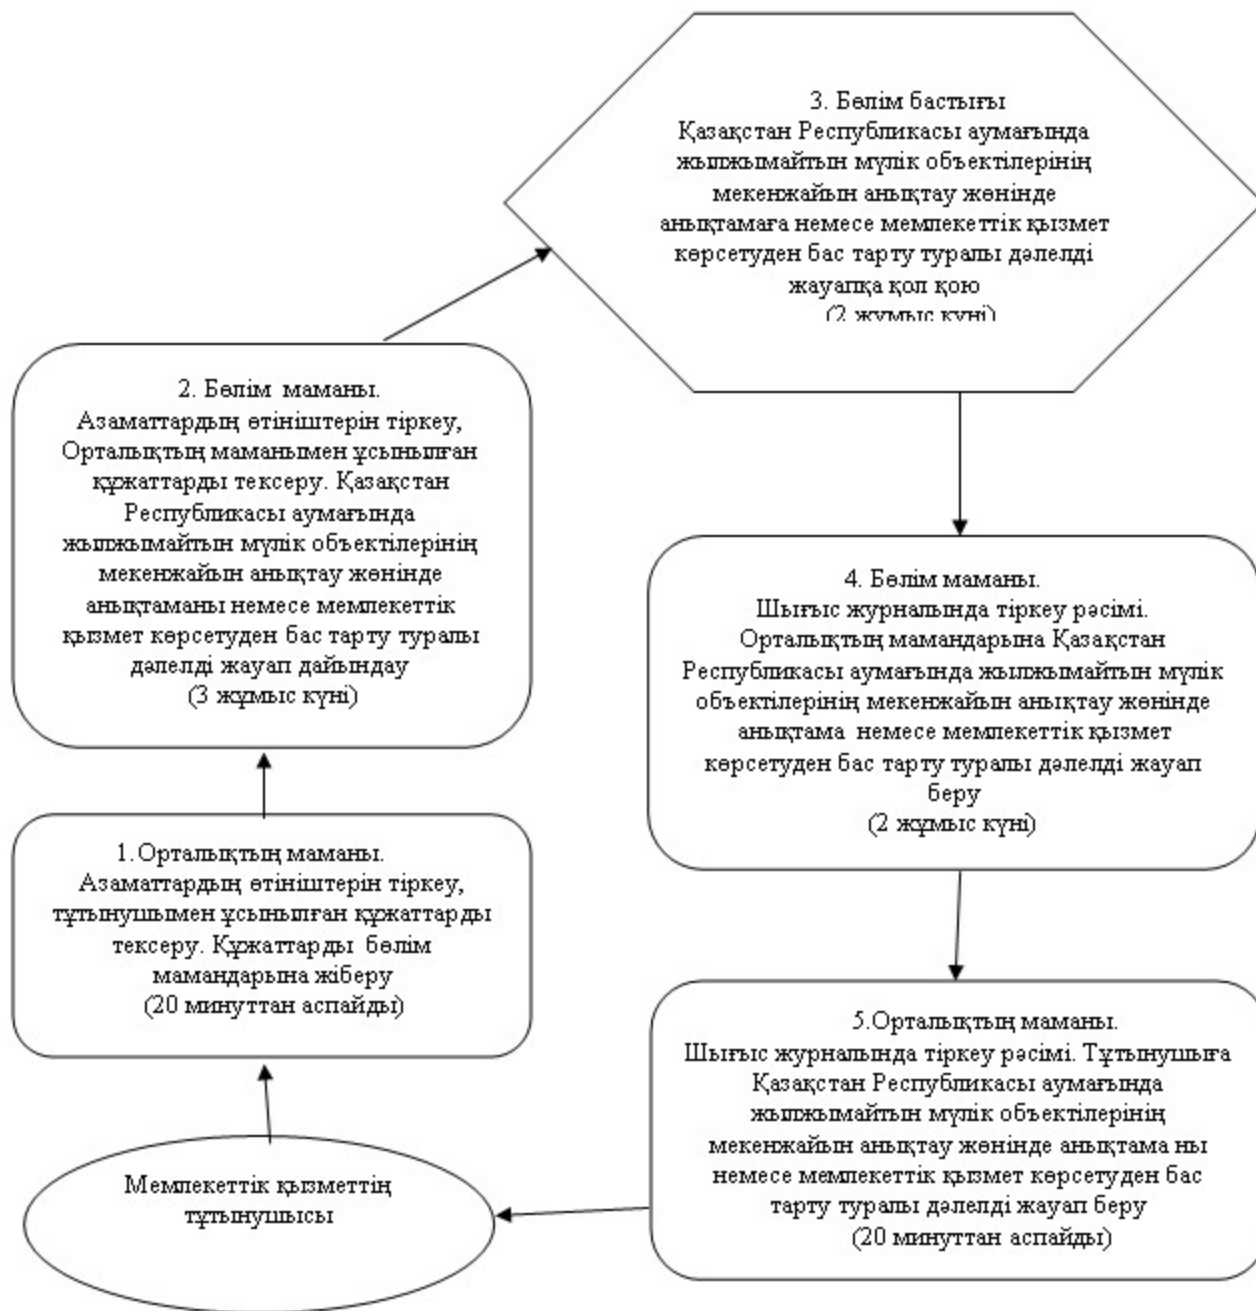 3. Бөлім бастығы
Қазақстан Республикасы аумағында
жылжымайтын мүлік объектілерінің
мекенжайын анықтау жөнінде
анықтамаға немесе мемлекеттік қызмет
көрсетуден бас тарту туралы дәлелді
жауапқа қол қою
(2 жұмыс күні)
2. Бөлім маманы.
Азаматтардың өтініштерін тіркеу,
Орталықтың маманымен ұсынылған
құжаттарды тексеру. Қазақстан
Республикасы аумағында
жылжымайтын мүлік объектілерінің
мекенжайын анықтау жөнінде
анықтаманы немесе мемлекеттік
қызмет көрсетуден бас тарту туралы
дәлелді жауап дайындау
(3 жұмыс күні)
4. Бөлім маманы.
Шығыс журналында тіркеу рәсімі.
Орталықтың мамандарына Қазақстан
Республикасы аумағында жылжымайтын мүлік
объектілерінің мекенжайын анықтау жөнінде
анықтама немесе мемлекеттік қызмет
көрсетуден бас тарту туралы дәлелді жауап
беру
(2 жұмыс күні)
1. Орталықтың маманы.
Азаматтардың өтініштерін тіркеу,
тұтынушымен ұсынылған құжаттарды
тексеру. Құжаттарды бөлім
мамандарына жіберу
(20 минуттан аспайды)
5.Орталықтың маманы.
Шығыс журналында тіркеу рәсімі. Тұтынушыға
Қазақстан Республикасы аумағында
жылжымайтын мүлік объектілерінің
мекенжайын анықтау жөнінде анықтама ны
немесе мемлекеттік қызмет көрсетуден бас
тарту туралы дәлелді жауап беру
(20 минуттан аспайды)
Мемлекеттік қызметтің
тұтынушысы